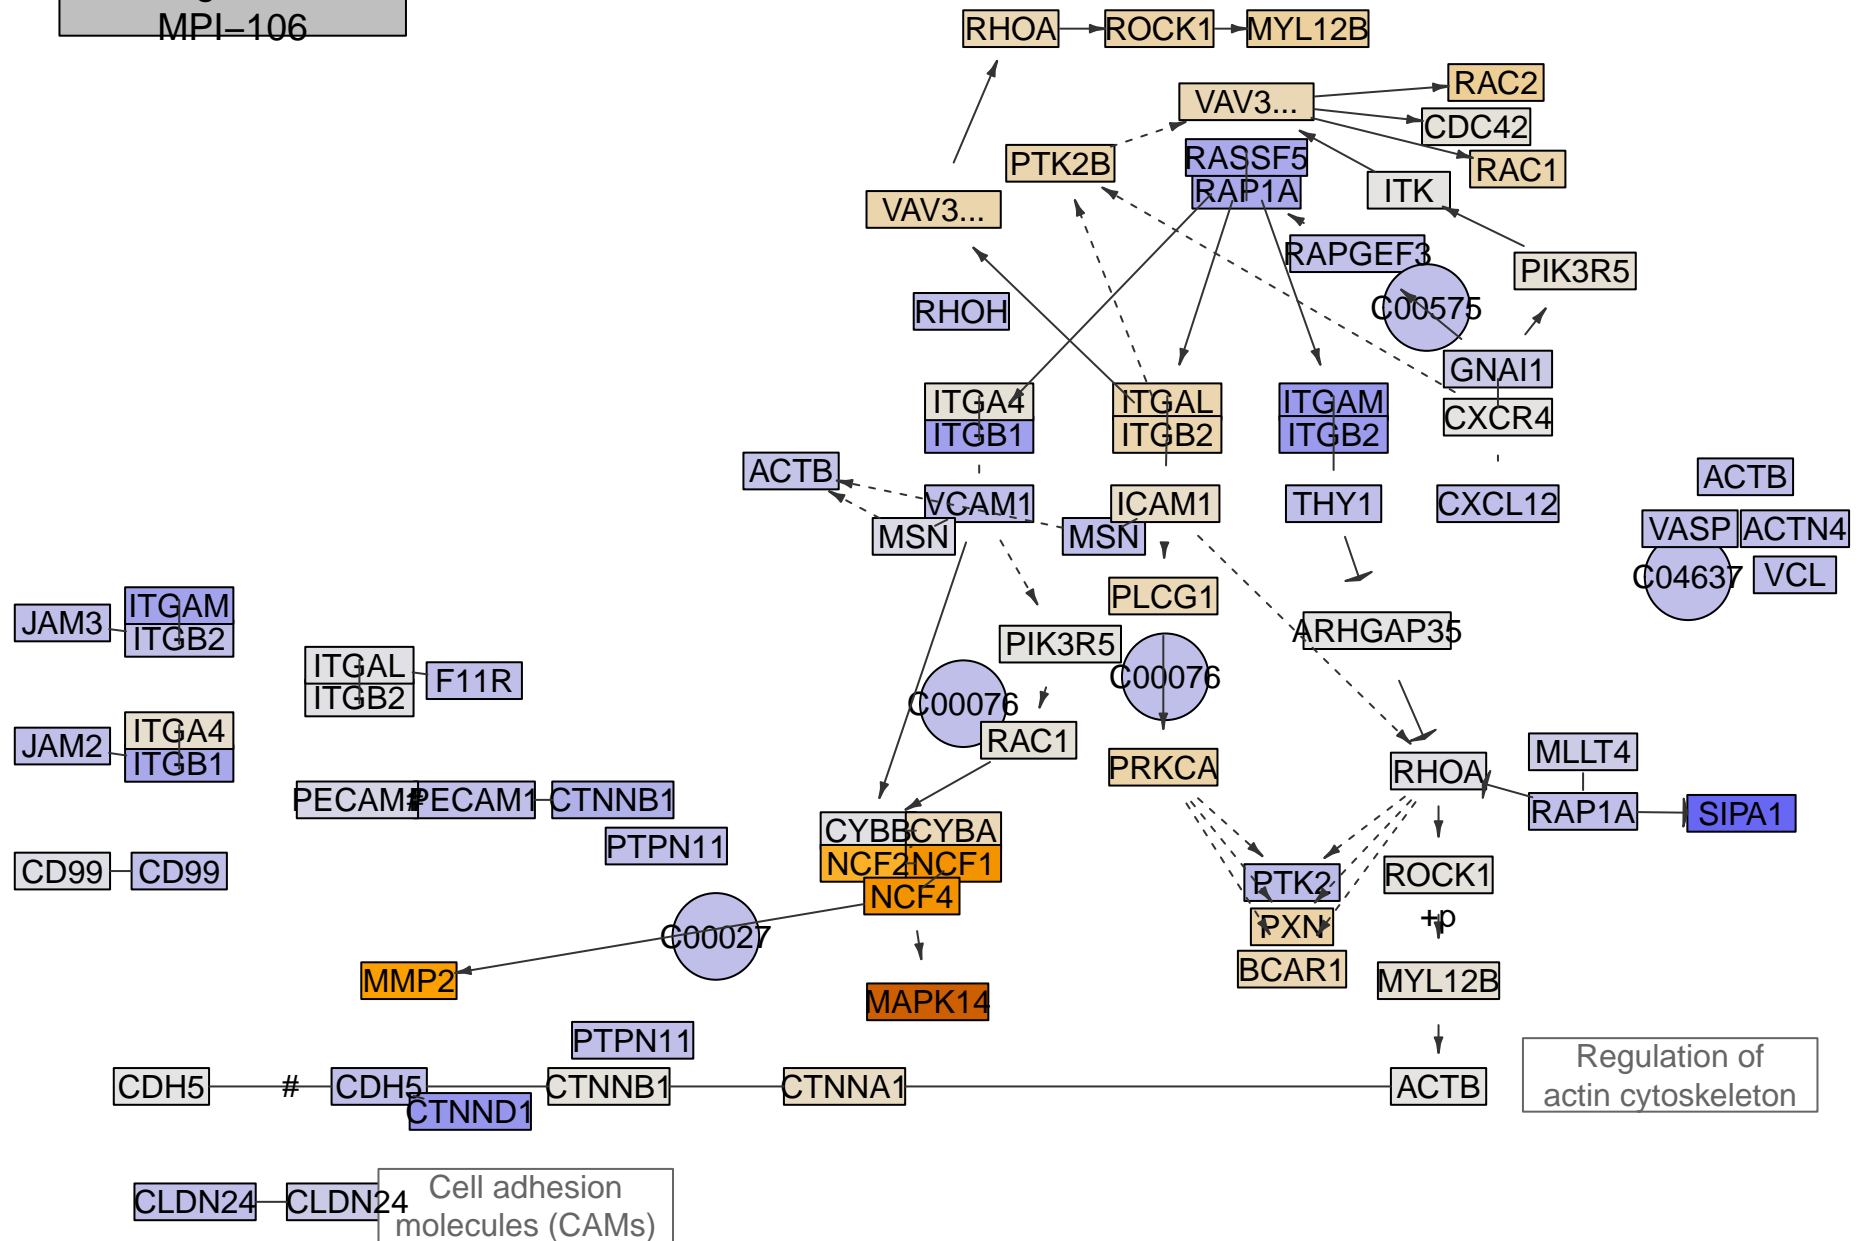 MPI–106
RHOA
ROCK1
MYL12B
RAC2
VAV3...
CDC42
RASSF5
PTK2B
RAC1
RAP1A
ITK
VAV3...
RAPGEF3
PIK3R5
C00575
RHOH
GNAI1
ITGA4
ITGAL
ITGAM
CXCR4
ITGB1
ITGB2
ITGB2
ACTB
ACTB
VCAM1
ICAM1
THY1
CXCL12
MSN
MSN
VASP
ACTN4
C04637
VCL
PLCG1
ITGAM
JAM3
ITGB2
ARHGAP35
PIK3R5
ITGAL
F11R
C00076
ITGB2
C00076
ITGA4
JAM2
RAC1
ITGB1
MLLT4
PRKCA
RHOA
PECAM1
#
PECAM1
CTNNB1
RAP1A
SIPA1
CYBB
CYBA
PTPN11
NCF2
NCF1
CD99
CD99
ROCK1
PTK2
NCF4
+p
PXN
C00027
BCAR1
MMP2
MYL12B
MAPK14
PTPN11
Regulation of
actin cytoskeleton
CDH5
#
CDH5
CTNNB1
CTNNA1
ACTB
CTNND1
CLDN24
CLDN24
Cell adhesion
molecules (CAMs)